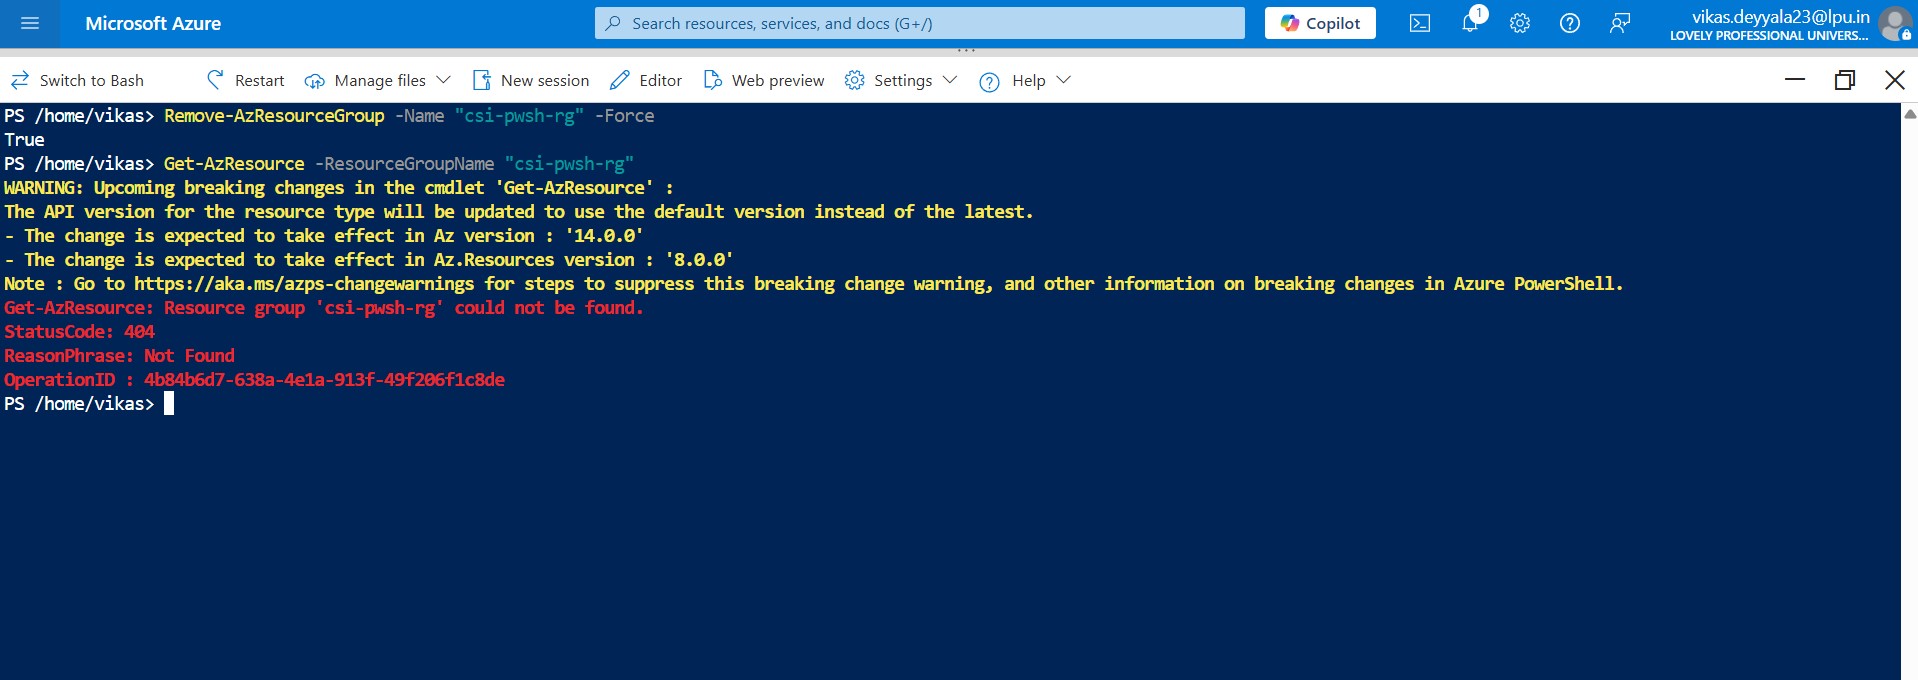 Microsoft Azure
Search resources, services, and docs (G+/)
Copilot
1
vikas.deyyala23@lpu.in
LOVELY PROFESSIONAL UNIVERS...
Switch to Bash
Restart
Manage files
New session
Editor
Web preview
Settings
Help
PS /home/vikas> Remove-AzResourceGroup -Name "csi-pwsh-rg" -Force
True
PS /home/vikas> Get-AzResource -ResourceGroupName "csi-pwsh-rg"
WARNING: Upcoming breaking changes in the cmdlet 'Get-AzResource' :
The API version for the resource type will be updated to use the default version instead of the latest.
- The change is expected to take effect in Az version : '14.0.0'
- The change is expected to take effect in Az.Resources version : '8.0.0'
Note : Go to https://aka.ms/azps-changewarnings for steps to suppress this breaking change warning, and other information on breaking changes in Azure PowerShell.
Get-AzResource: Resource group 'csi-pwsh-rg' could not be found.
StatusCode: 404
ReasonPhrase: Not Found
OperationID : 4b84b6d7-638a-4e1a-913f-49f206f1c8de
PS /home/vikas>